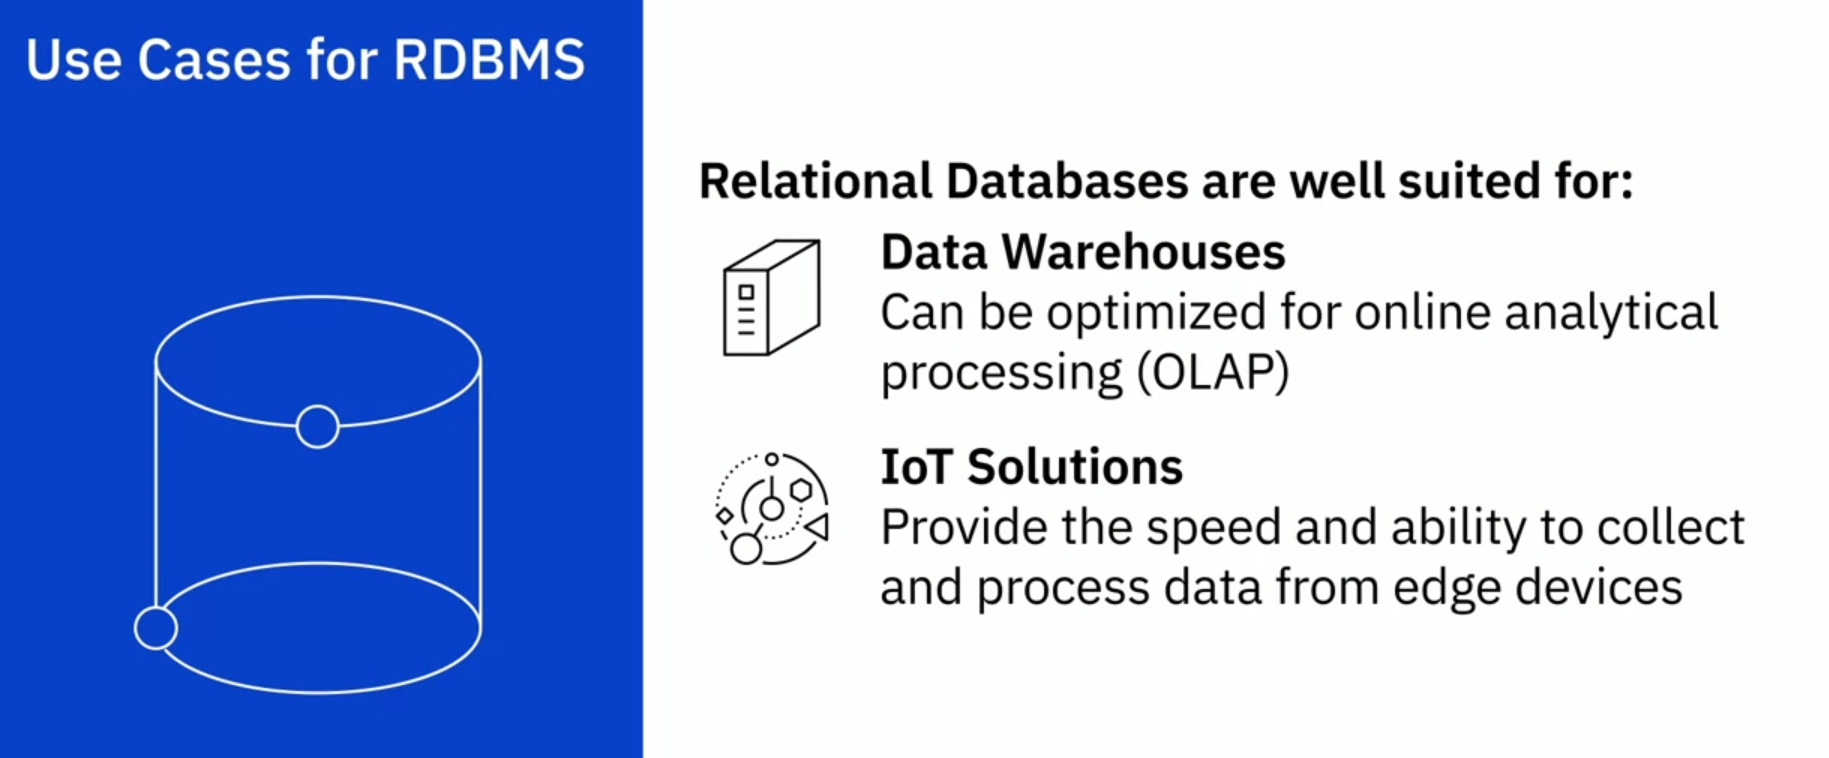 Use Cases for RDBMS
Relational Databases are well suited for:
Data Warehouses
Can be optimized for online analytical
processing (OLAP)
IoT Solutions
Provide the speed and ability to collect
and process data from edge devices